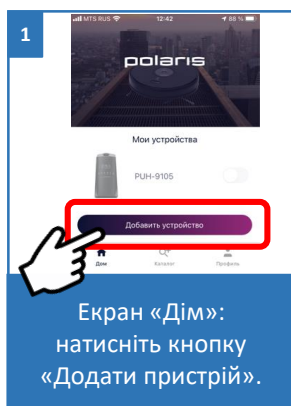 1
MTS RUS 12:42 88 %
polaris
Мои устройства
PUH-9105
Добавить устройство
Дом Каталог Профиль
Екран «Дім»:
натисніть кнопку
«Додати пристрій».